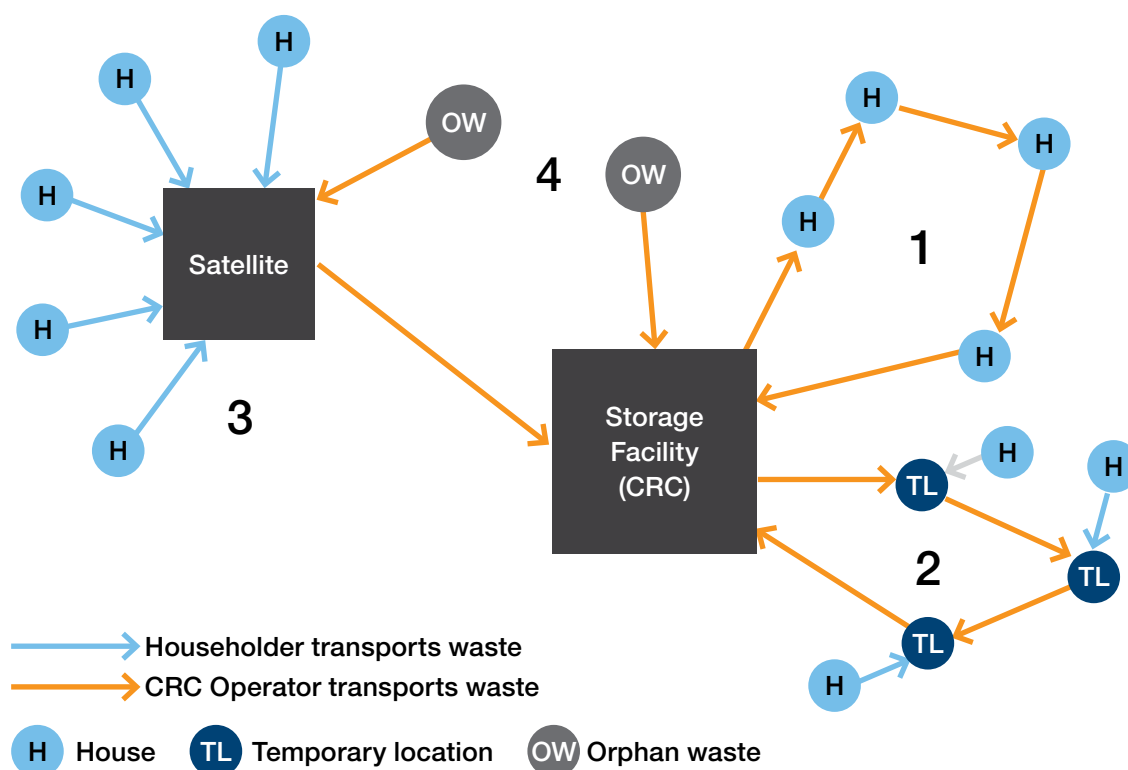 H
H
OW
H
H
H
OW
H
H
4
1
Satellite
H
H
H
3
Storage
Facility
(CRC)
H
H
TL
2
TL
TL
H
Householder transports waste
CRC Operator transports waste
H House TL Temporary location OW Orphan waste